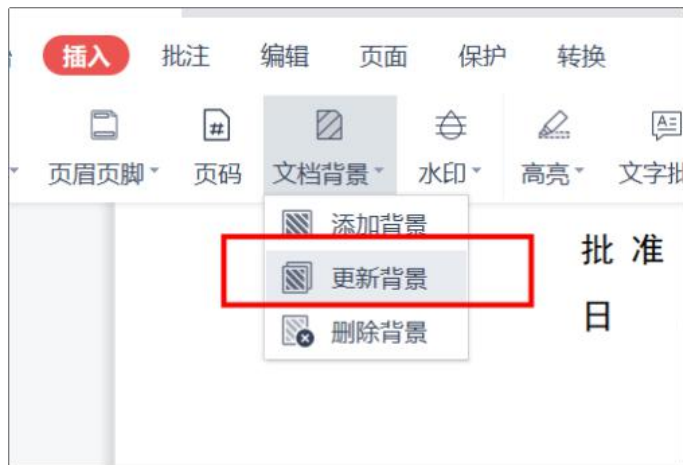 插入 批注 编辑 页面 保护 转换
页眉页脚 页码 文档背景 水印 高亮 文字批
添加背景
更新背景
删除背景
批 准
日